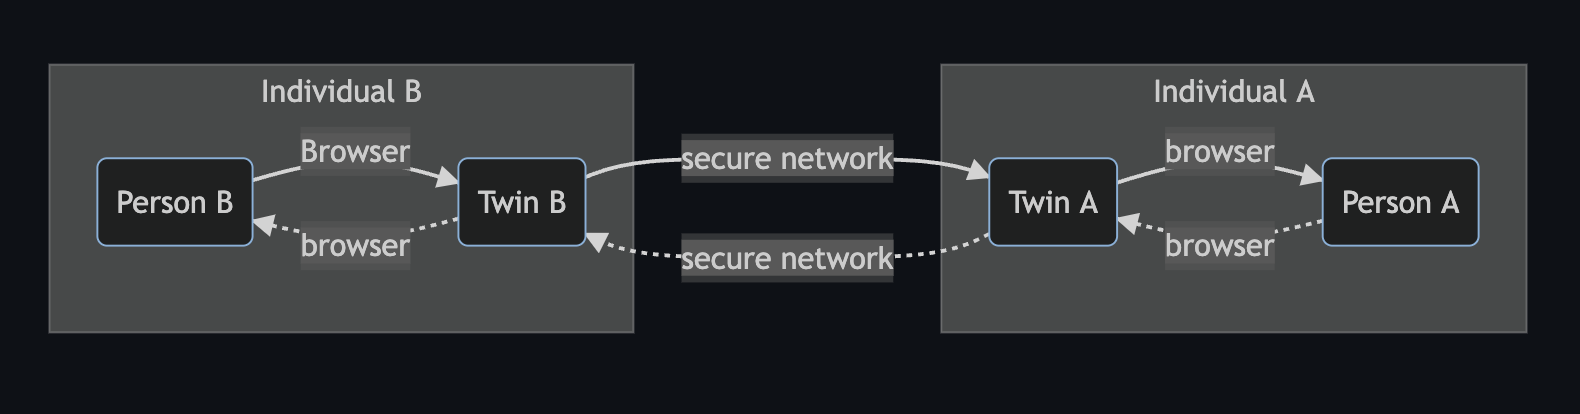 Individual B
Individual A
Browser
secure network
browser
Person B
Twin B
Twin A
Person A
browser
secure network
browser